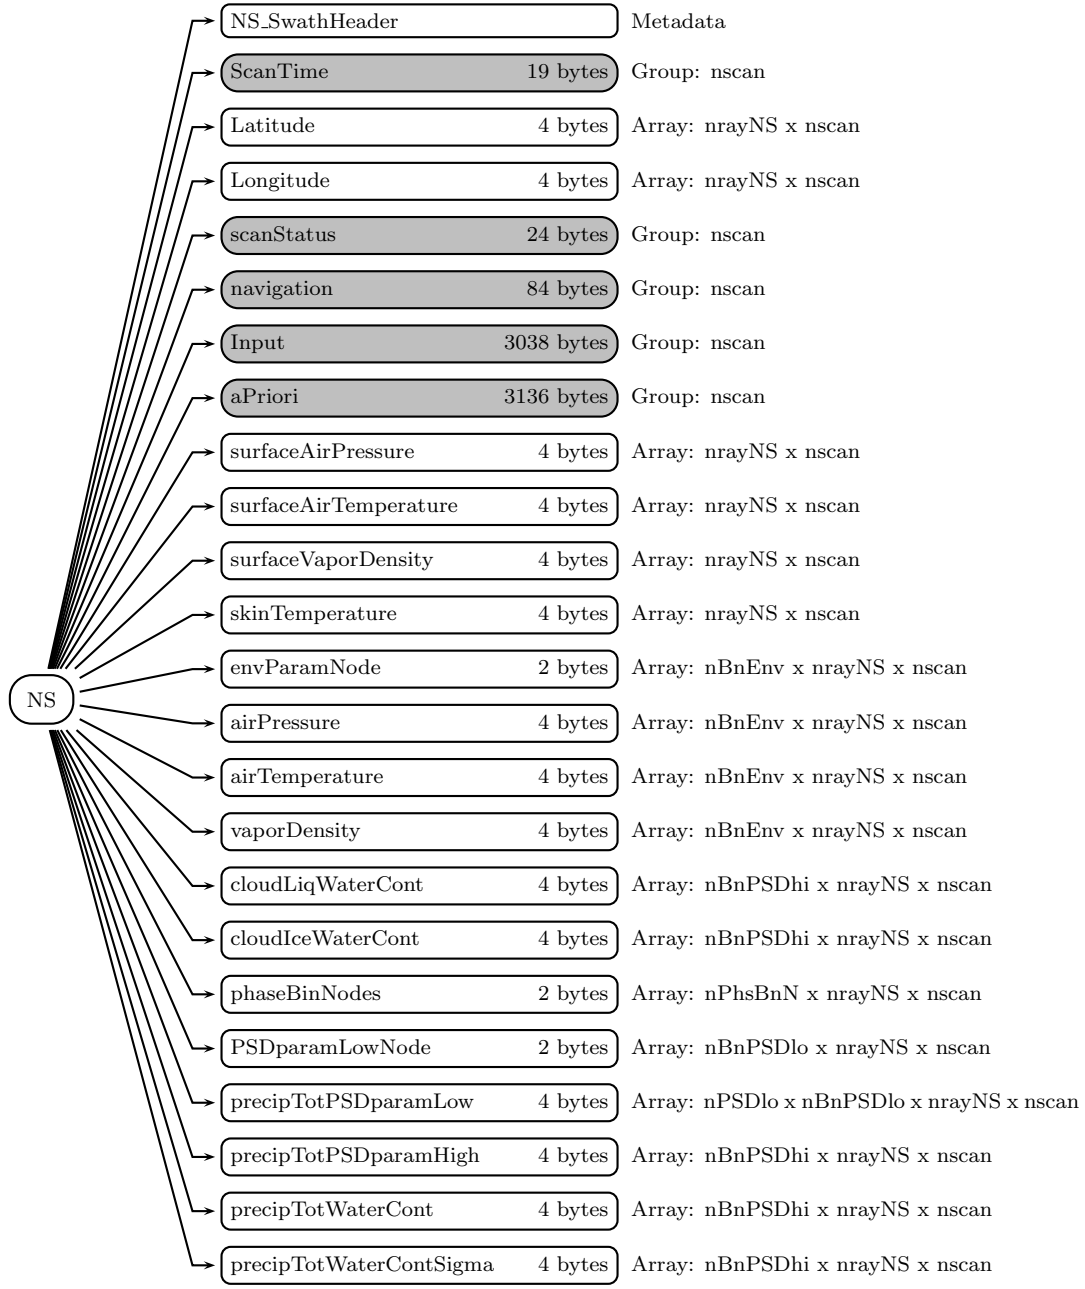 NS_SwathHeader Metadata
ScanTime 19 bytes Group: nscan
Latitude 4 bytes Array: nrayNS x nscan
Longitude 4 bytes Array: nrayNS x nscan
scanStatus 24 bytes Group: nscan
navigation 84 bytes Group: nscan
Input 3038 bytes Group: nscan
aPriori 3136 bytes Group: nscan
surfaceAirPressure 4 bytes Array: nrayNS x nscan
surfaceAirTemperature 4 bytes Array: nrayNS x nscan
surfaceVaporDensity 4 bytes Array: nrayNS x nscan
skinTemperature 4 bytes Array: nrayNS x nscan
envParamNode 2 bytes Array: nBnEnv x nrayNS x nscan
NS
airPressure 4 bytes Array: nBnEnv x nrayNS x nscan
airTemperature 4 bytes Array: nBnEnv x nrayNS x nscan
vaporDensity 4 bytes Array: nBnEnv x nrayNS x nscan
cloudLiqWaterCont 4 bytes Array: nBnPSDhi x nrayNS x nscan
cloudIceWaterCont 4 bytes Array: nBnPSDhi x nrayNS x nscan
phaseBinNodes 2 bytes Array: nPhsBnN x nrayNS x nscan
PSDparamLowNode 2 bytes Array: nBnPSDlo x nrayNS x nscan
precipTotPSDparamLow 4 bytes Array: nPSDlo x nBnPSDlo x nrayNS x nscan
precipTotPSDparamHigh 4 bytes Array: nBnPSDhi x nrayNS x nscan
precipTotWaterCont 4 bytes Array: nBnPSDhi x nrayNS x nscan
precipTotWaterContSigma 4 bytes Array: nBnPSDhi x nrayNS x nscan